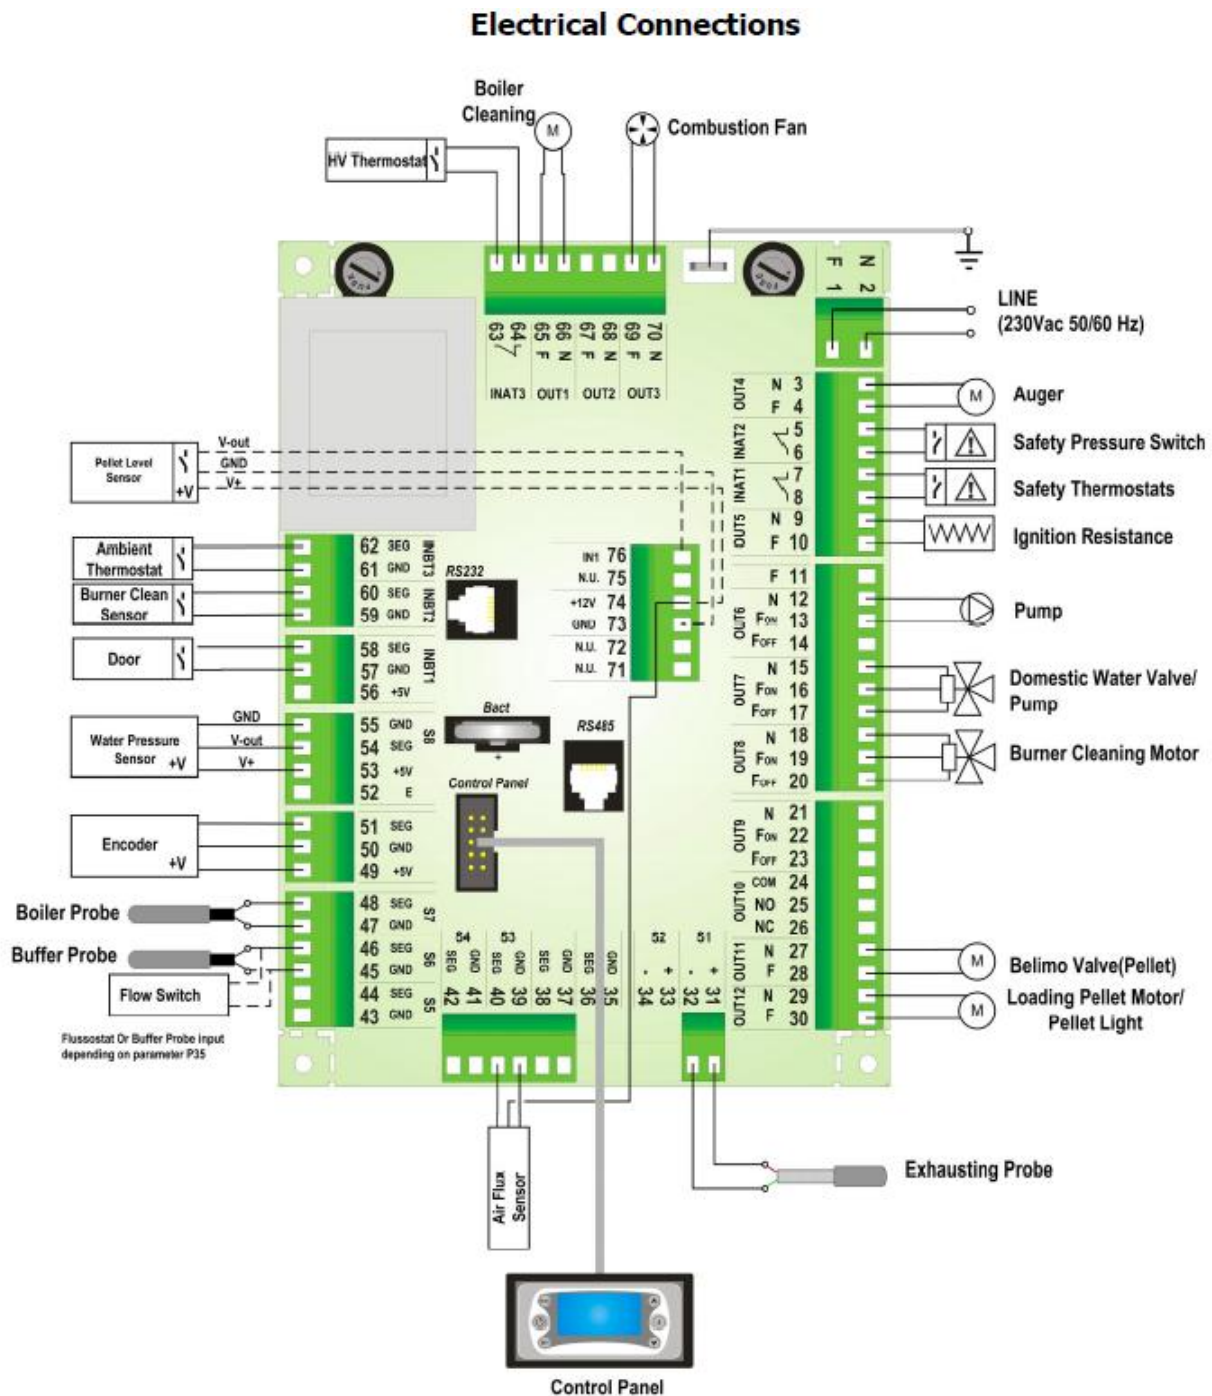 Electrical Connections
Boiler
Cleaning
M
Combustion Fan
HV Thermostat
F 1
N 2
LINE
(230Vac 50/60 Hz)
63 64 65 66 67 68 69 70
F N F N F N
INAT3 OUT1 OUT2 OUT3
OUT4
N 3
F 4
M
Auger
INAT2
5
6
Safety Pressure Switch
INAT1
7
8
Safety Thermostats
OUT5
N 9
F 10
Ignition Resistance
F 11
OUT6
N 12
FON 13
FOFF 14
Pump
OUT7
N 15
FON 16
FOFF 17
Domestic Water Valve/
Pump
OUT8
N 18
FON 19
FOFF 20
Burner Cleaning Motor
OUT9
N 21
FON 22
FOFF 23
OUT10
COM 24
NO 25
NC 26
OUT11
N 27
F 28
M
Belimo Valve(Pellet)
OUT12
N 29
F 30
M
Loading Pellet Motor/
Pellet Light
Pellet Level
Sensor
+V
V-out
GND
V+
Ambient
Thermostat
62 SEG
61 GND
INBT3
Burner Clean
Sensor
60 SEG
59 GND
INBT2
Door
58 SEG
57 GND
56 +5V
INBT1
Water Pressure
Sensor
+V
GND
V-out
V+
55 GND
54 SEG
53 +5V
52 E
S8
Encoder
+V
51 SEG
50 GND
49 +5V
Boiler Probe
48 SEG
47 GND
S7
Buffer Probe
46 SEG
45 GND
S6
Flow Switch
44 SEG
43 GND
S5
Flussostat Or Buffer Probe input
depending on parameter P35
RS232
IN1 76
N.U. 75
+12V 74
GND 73
N.U. 72
N.U. 71
Bact
+
RS485
Control Panel
S4 S3 S2 S1
SEG GND SEG GND SEG GND SEG GND - + - +
42 41 40 39 38 37 36 35 34 33 32 31
Air Flux
Sensor
Exhausting Probe
Control Panel